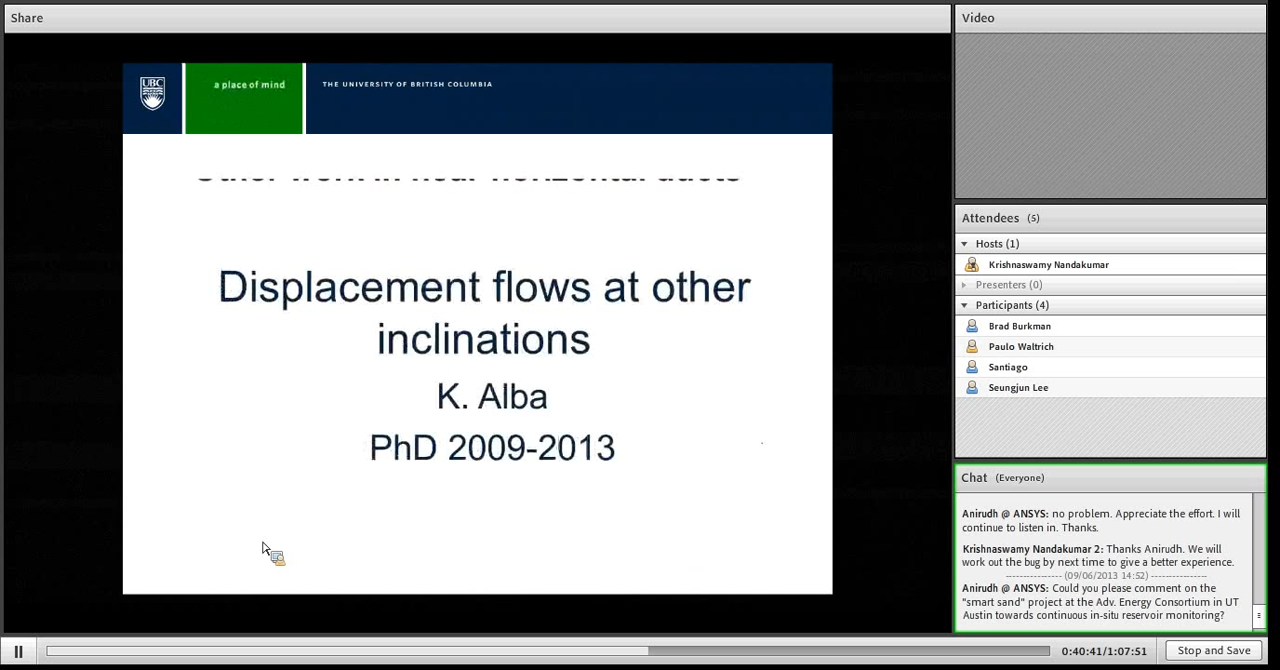 Share
Video
UBC
a place of mind
THE UNIVERSITY OF BRITISH COLUMBIA
Displacement flows at other
inclinations
K. Alba
PhD 2009-2013
Attendees (5)
Hosts (1)
Krishnaswamy Nandakumar
Presenters (0)
Participants (4)
Brad Burkman
Paulo Waltrich
Santiago
Seungjun Lee
Chat (Everyone)
Anirudh @ ANSYS: no problem. Appreciate the effort. I will
continue to listen in. Thanks.
Krishnaswamy Nandakumar 2: Thanks Anirudh. We will
work out the bug by next time to give a better experience.
---------------- (09/06/2013 14:52) ----------------
Anirudh @ ANSYS: Could you please comment on the
"smart sand" project at the Adv. Energy Consortium in UT
Austin towards continuous in-situ reservoir monitoring?
0:40:41/1:07:51
Stop and Save